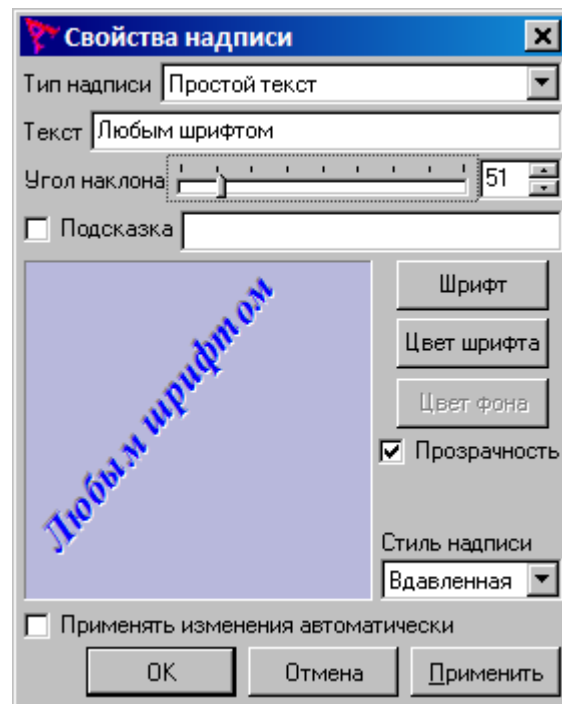 Свойства надписи
Тип надписи Простой текст
Текст Любым шрифтом
Угол наклона 51
Подсказка
Любым шрифтом
Шрифт
Цвет шрифта
Цвет фона
Прозрачность
Стиль надписи
Вдавленная
Применять изменения автоматически
OK Отмена Применить